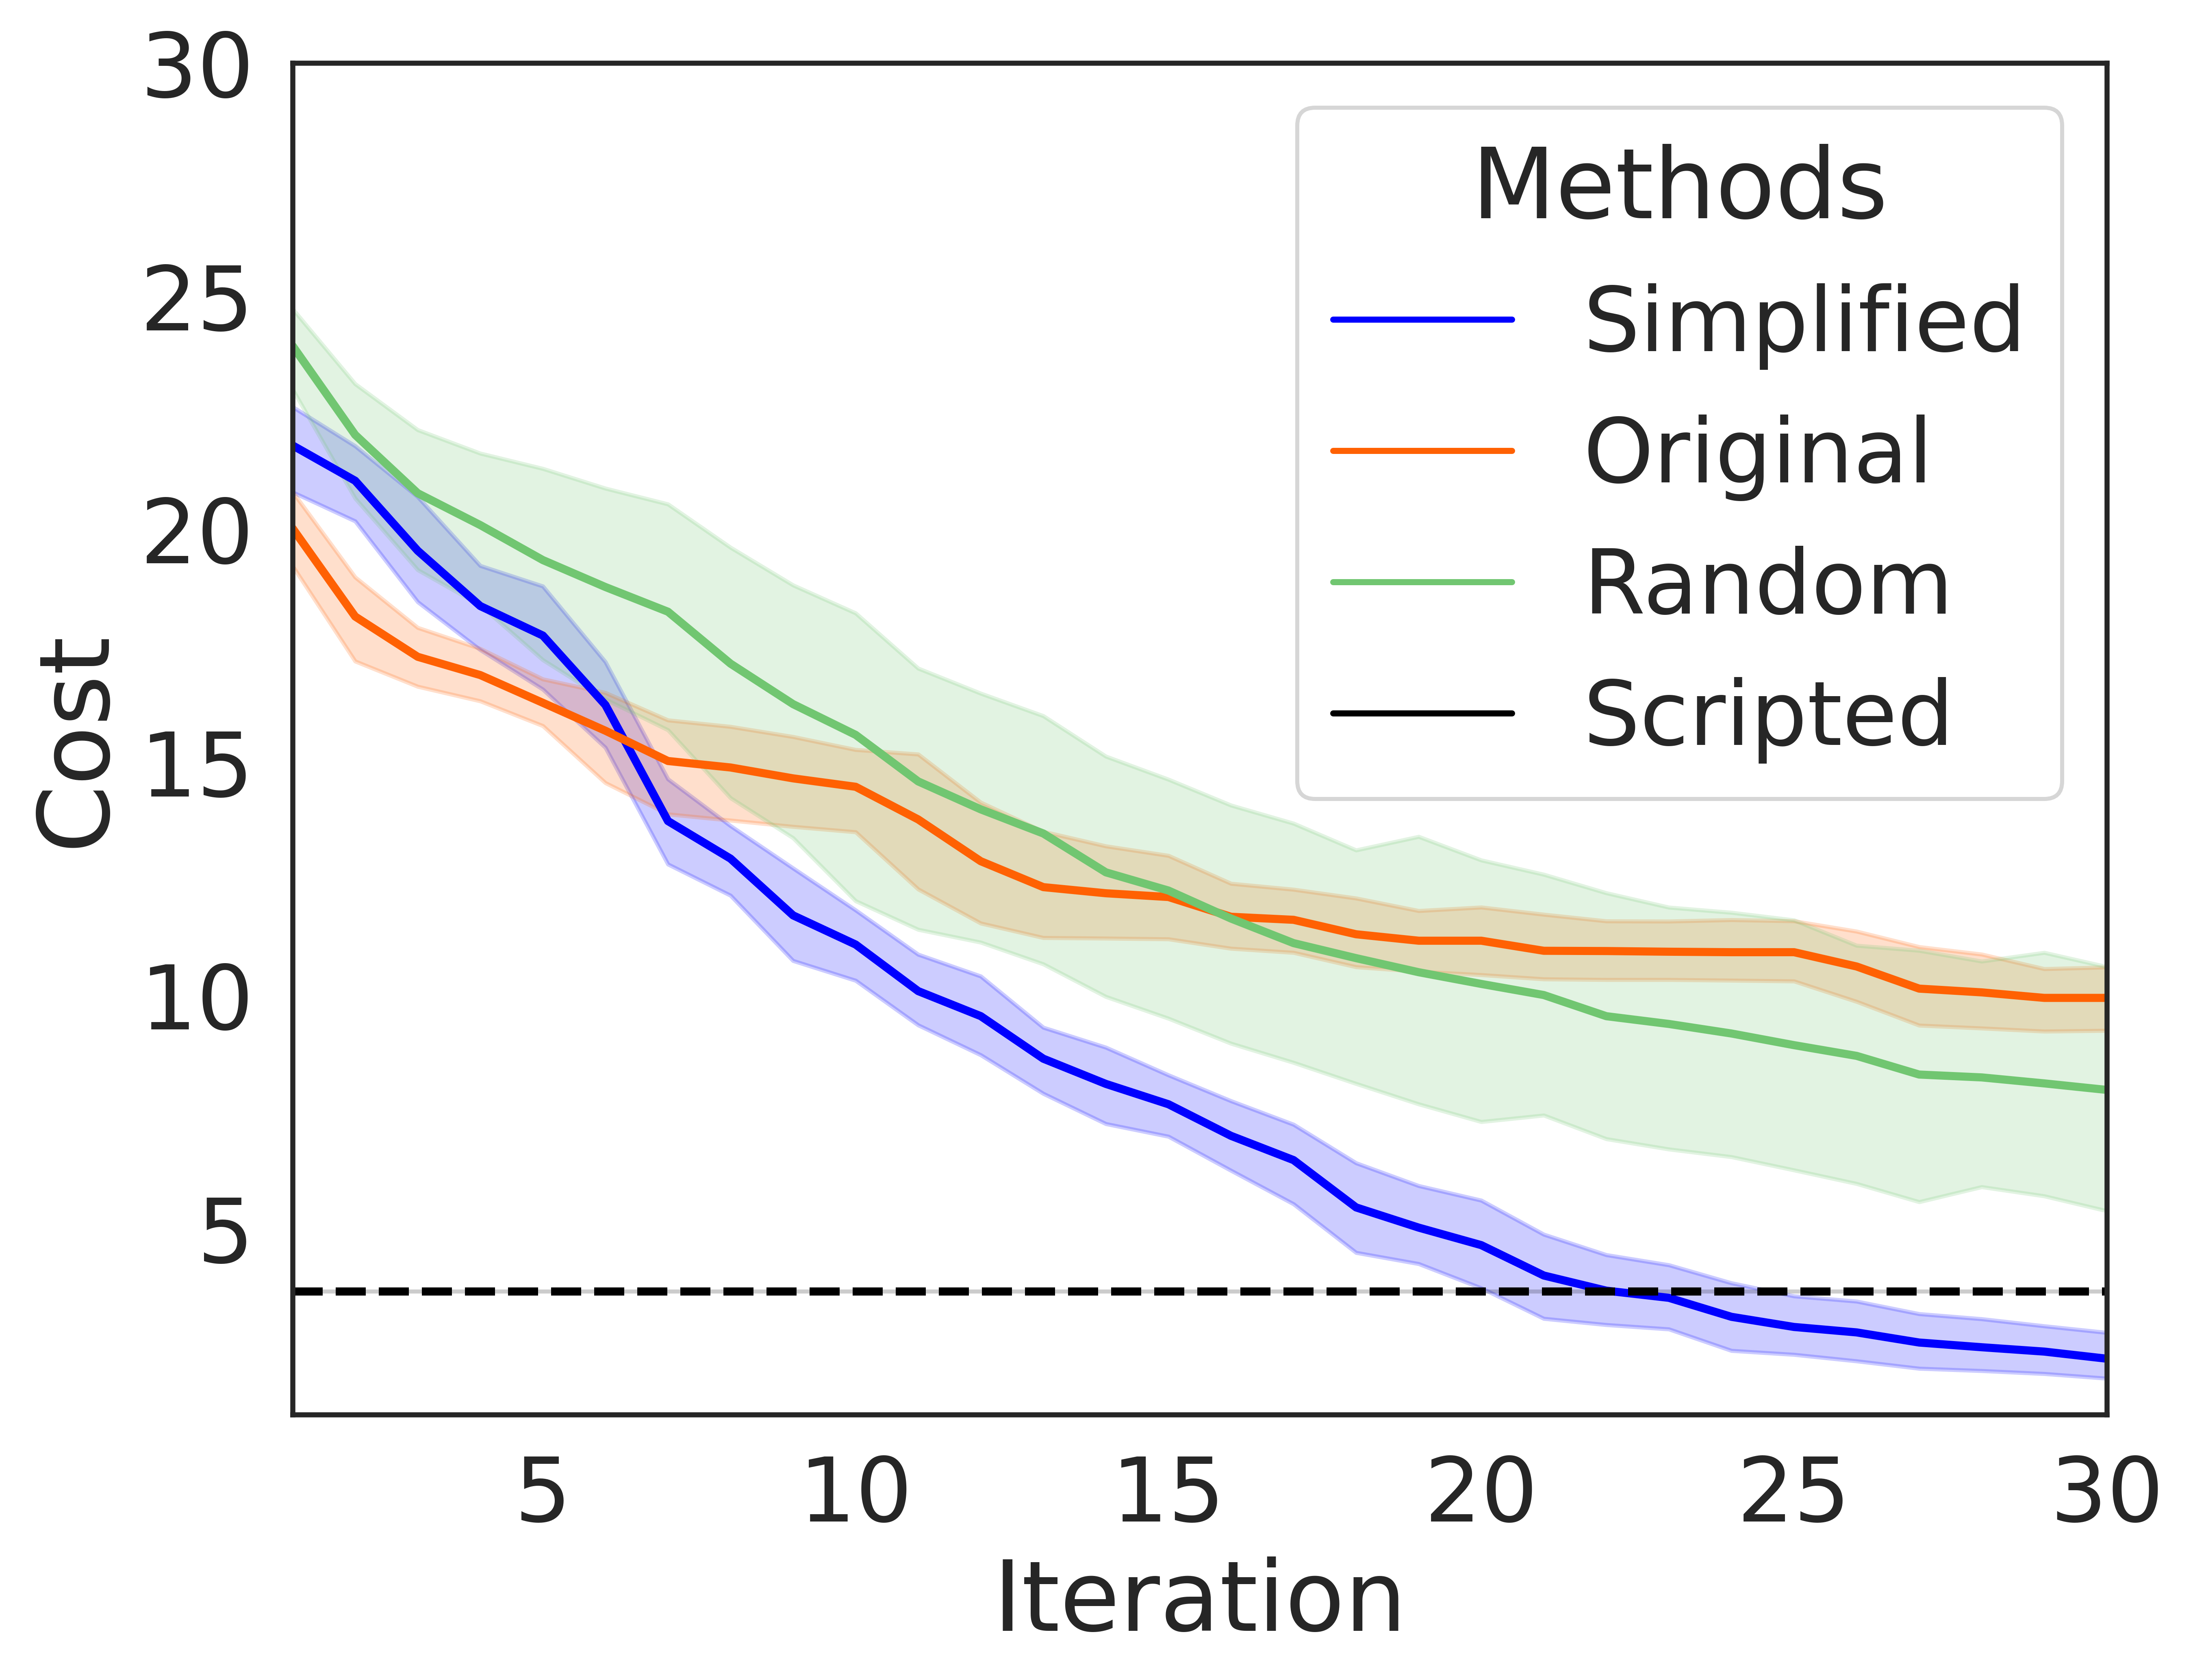 30
25
20
15
10
5
Cost
Methods
Simplified
Original
Random
Scripted
5 10 15 20 25 30
Iteration